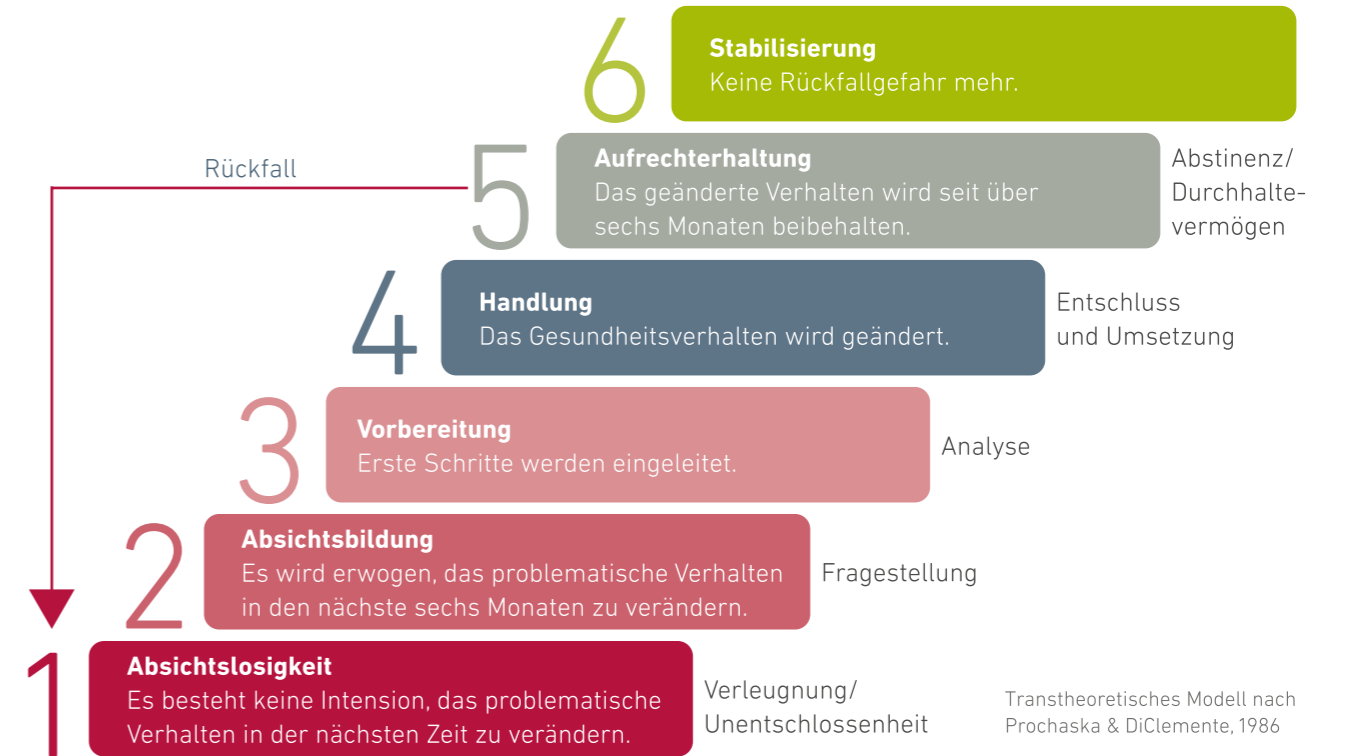 6
Stabilisierung
Keine Rückfallgefahr mehr.
Rückfall
5
Aufrechterhaltung
Das geänderte Verhalten wird seit über
sechs Monaten beibehalten.
Abstinenz/
Durchhalte-
vermögen
4
Handlung
Das Gesundheitsverhalten wird geändert.
Entschluss
und Umsetzung
3
Vorbereitung
Erste Schritte werden eingeleitet.
Analyse
2
Absichtsbildung
Es wird erwogen, das problematische Verhalten
in den nächste sechs Monaten zu verändern.
Fragestellung
1
Absichtslosigkeit
Es besteht keine Intension, das problematische
Verhalten in der nächsten Zeit zu verändern.
Verleugnung/
Unentschlossenheit
Transtheoretisches Modell nach
Prochaska & DiClemente, 1986